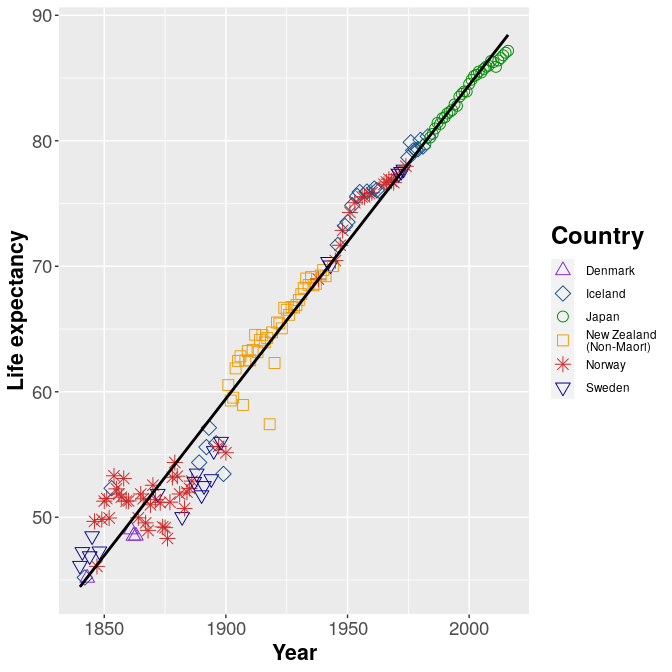 90
80
70
60
50
Life expectancy
1850
1900
1950
2000
Year
Country
Denmark
Iceland
Japan
New Zealand
(Non-Maori)
Norway
Sweden